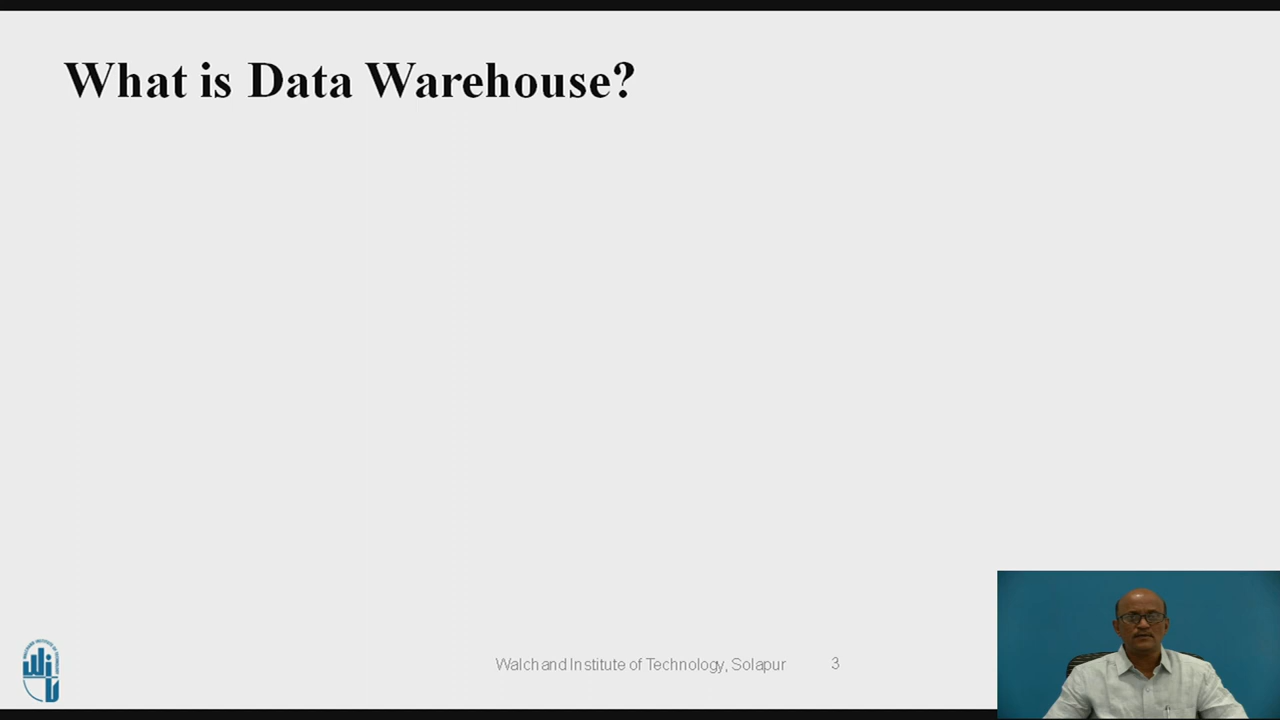 What is Data Warehouse?
Walchand Institute of Technology, Solapur 3